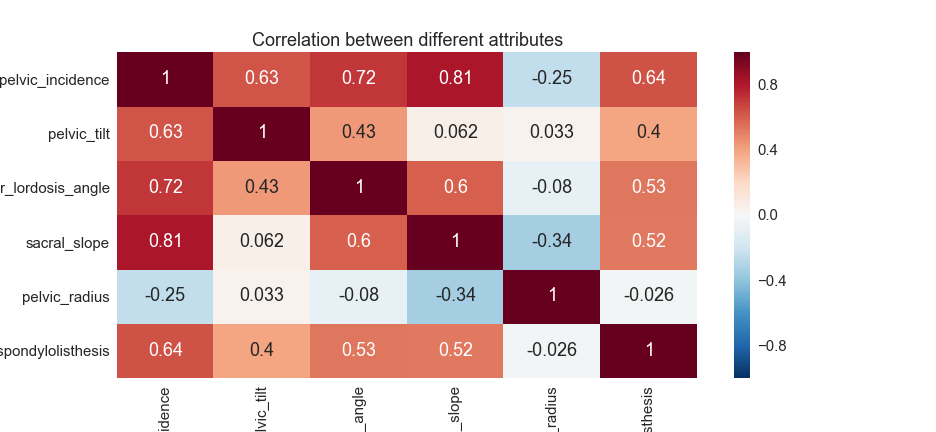 Correlation between different attributes
pelvic_incidence 1 0.63 0.72 0.81 -0.25 0.64
pelvic_tilt 0.63 1 0.43 0.062 0.033 0.4
r_lordosis_angle 0.72 0.43 1 0.6 -0.08 0.53
sacral_slope 0.81 0.062 0.6 1 -0.34 0.52
pelvic_radius -0.25 0.033 -0.08 -0.34 1 -0.026
spondylolisthesis 0.64 0.4 0.53 0.52 -0.026 1
idence
lvic_tilt
_angle
_slope
_radius
sthesis
0.8
0.4
0.0
−0.4
−0.8